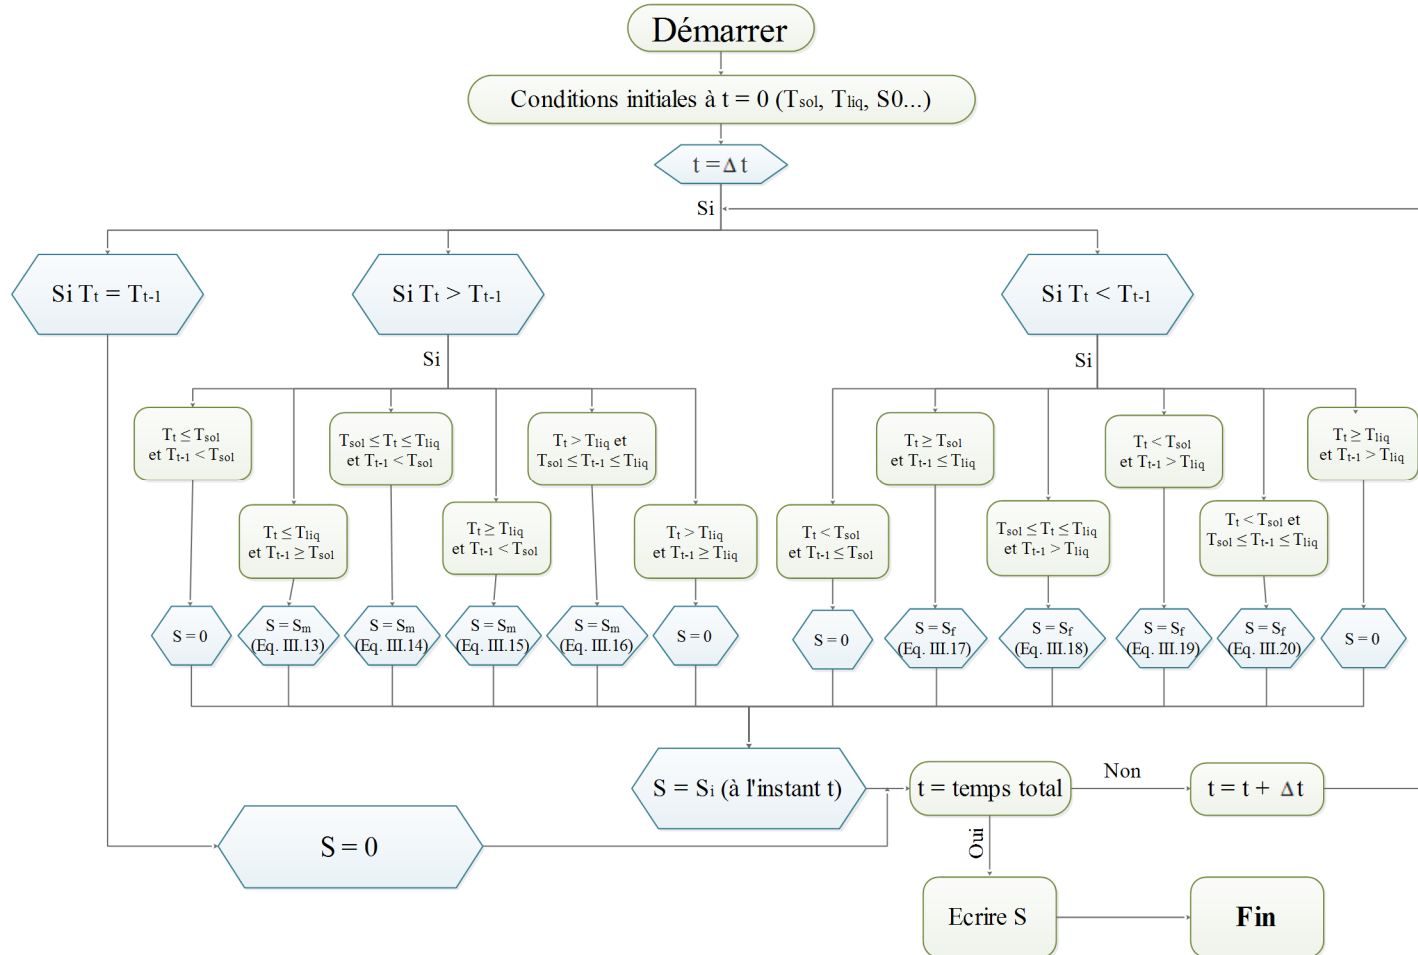 Démarrer
Conditions initiales à t = 0 (Tsol, Tliq, S0...)
t = Δ t
Si
Si Tt = Tt-1
Si Tt > Tt-1
Si Tt < Tt-1
Si
Si
Tt ≤ Tsol
et Tt-1 < Tsol
Tsol ≤ Tt ≤ Tliq
et Tt-1 < Tsol
Tt > Tliq et
Tsol ≤ Tt-1 ≤ Tliq
Tt ≥ Tsol
et Tt-1 ≤ Tliq
Tt < Tsol
et Tt-1 > Tliq
Tt ≥ Tliq
et Tt-1 > Tliq
Tt ≤ Tliq
et Tt-1 ≥ Tsol
Tt ≥ Tliq
et Tt-1 < Tsol
Tt > Tliq
et Tt-1 ≥ Tliq
Tt < Tsol
et Tt-1 ≤ Tsol
Tsol ≤ Tt ≤ Tliq
et Tt-1 > Tliq
Tt < Tsol et
Tsol ≤ Tt-1 ≤ Tliq
S = 0
S = Sm
(Eq. III.13)
S = Sm
(Eq. III.14)
S = Sm
(Eq. III.15)
S = Sm
(Eq. III.16)
S = 0
S = 0
S = Sf
(Eq. III.17)
S = Sf
(Eq. III.18)
S = Sf
(Eq. III.19)
S = Sf
(Eq. III.20)
S = 0
S = Si (à l'instant t)
t = temps total
Non
t = t + Δ t
S = 0
Oui
Ecrire S
Fin